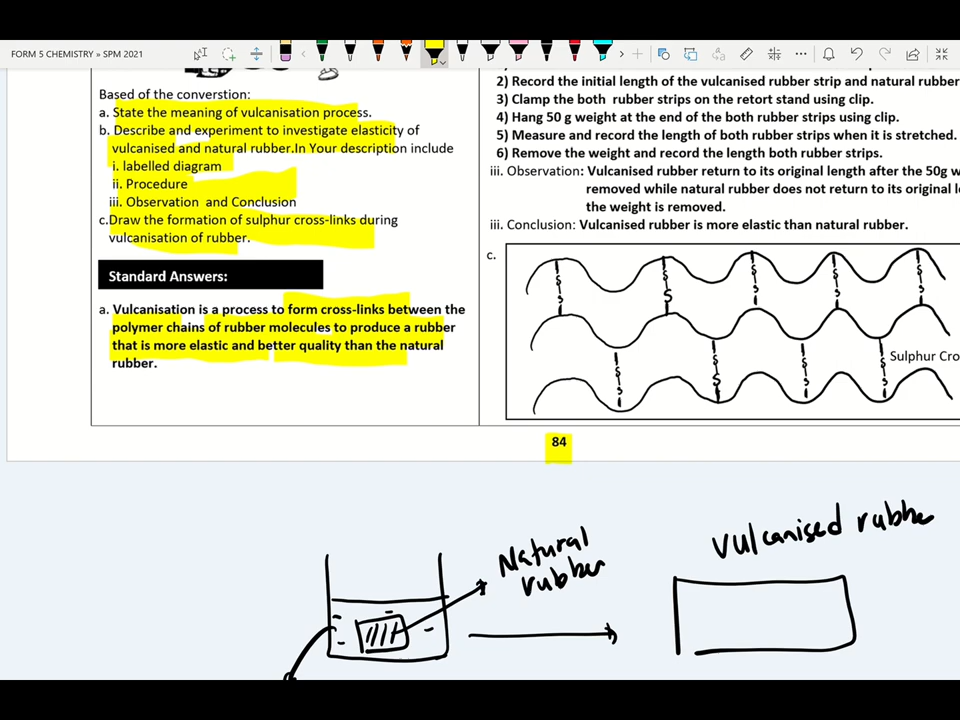 FORM 5 CHEMISTRY » SPM 2021
Based of the converstion:
a. State the meaning of vulcanisation process.
b. Describe and experiment to investigate elasticity of
vulcanised and natural rubber.In Your description include
i. labelled diagram
ii. Procedure
iii. Observation and Conclusion
c.Draw the formation of sulphur cross-links during
vulcanisation of rubber.
Standard Answers:
a. Vulcanisation is a process to form cross-links between the
polymer chains of rubber molecules to produce a rubber
that is more elastic and better quality than the natural
rubber.
2) Record the initial length of the vulcanised rubber strip and natural rubber
3) Clamp the both rubber strips on the retort stand using clip.
4) Hang 50 g weight at the end of the both rubber strips using clip.
5) Measure and record the length of both rubber strips when it is stretched.
6) Remove the weight and record the length both rubber strips.
iii. Observation: Vulcanised rubber return to its original length after the 50g w
removed while natural rubber does not return to its original l
the weight is removed.
iii. Conclusion: Vulcanised rubber is more elastic than natural rubber.
c.
S S S S S
S S S S S
S S S S
S S S S
Sulphur Cro
84
Natural
rubber
Vulcanised rubbe